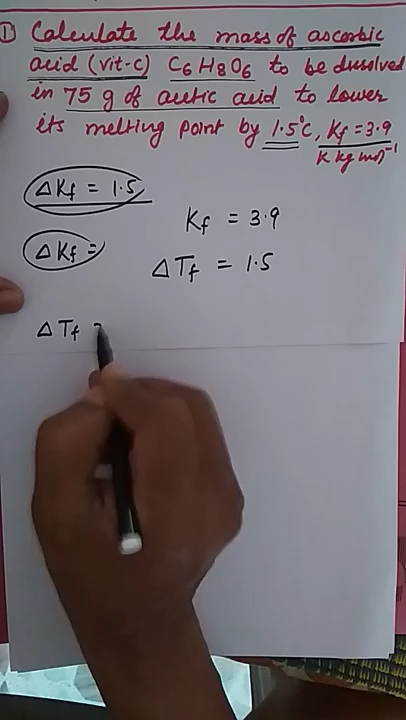 ① Calculate the mass of ascorbic
acid (vit-c) C6H8O6 to be dissolved
in 75 g of acetic acid to lower
its melting point by 1.5°C, Kf = 3.9
K kg mol⁻¹
ΔKf = 1.5
Kf = 3.9
ΔKf =
ΔTf = 1.5
ΔTf =